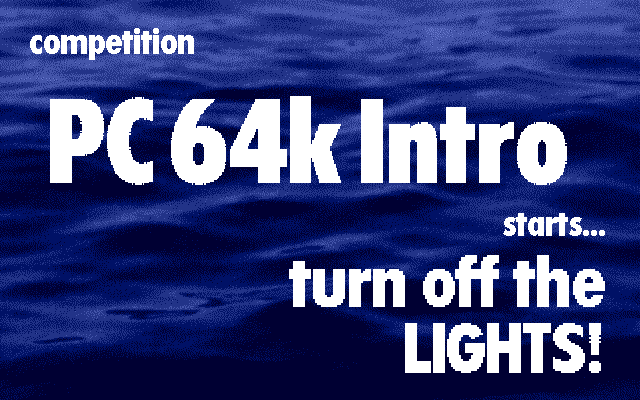 competition
PC 64k Intro
starts...
turn off the
LIGHTS!